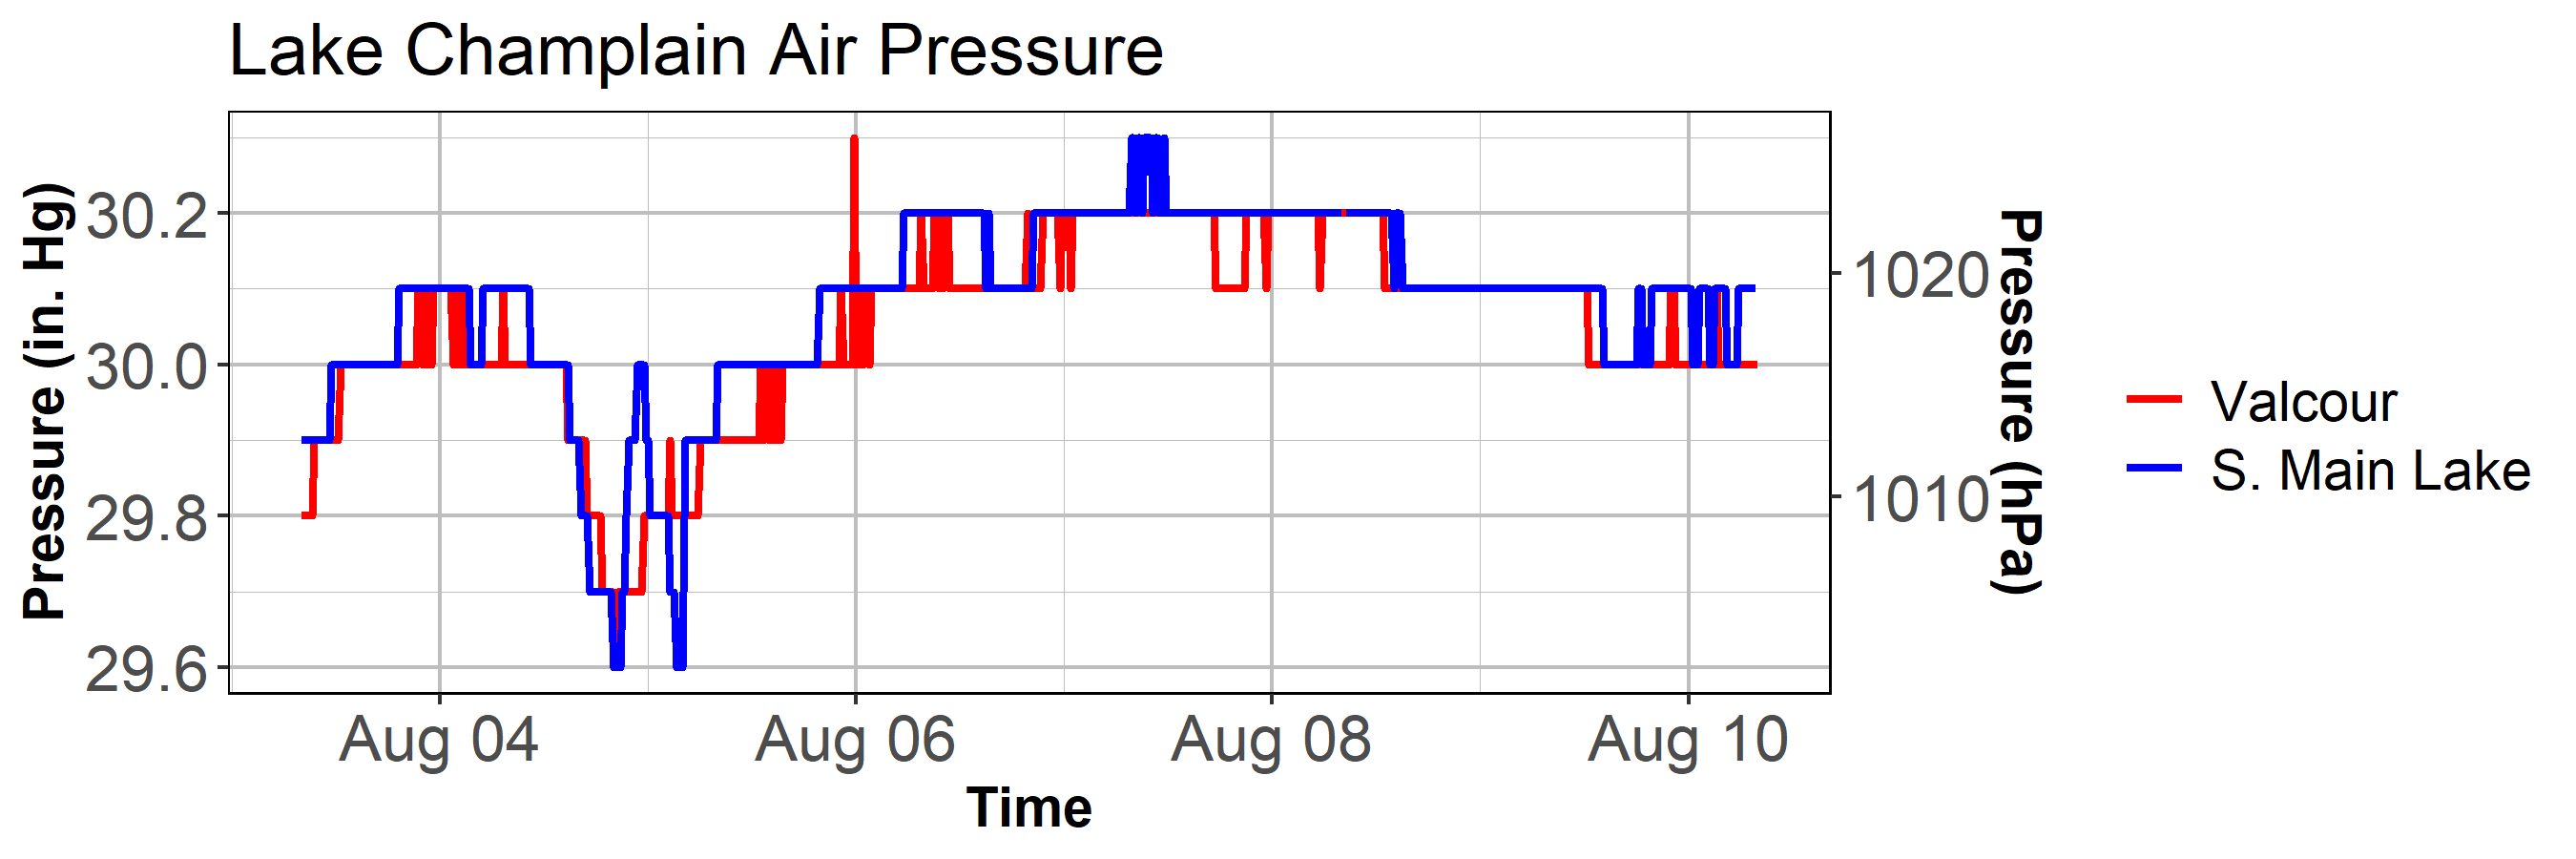 Lake Champlain Air Pressure
Pressure (in. Hg)
30.2
30.0
29.8
29.6
1020
1010
Pressure (hPa)
Valcour
S. Main Lake
Aug 04
Aug 06
Aug 08
Aug 10
Time